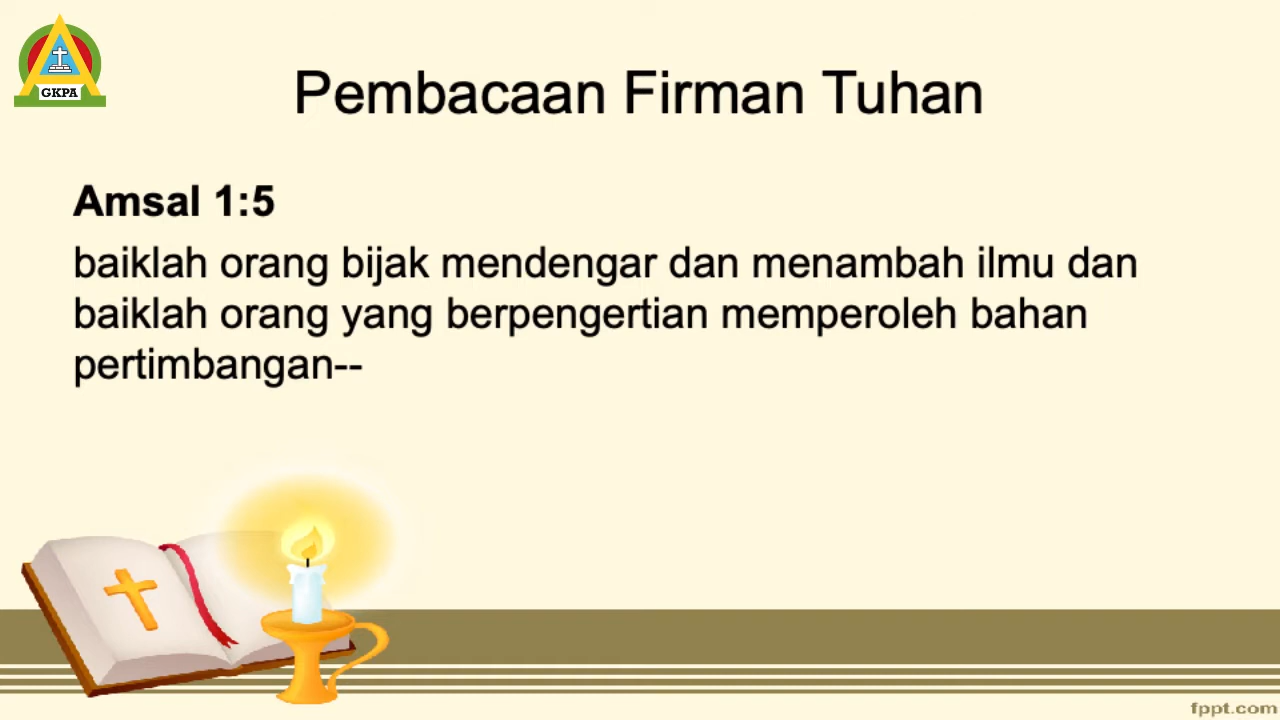 GKPA
Pembacaan Firman Tuhan
Amsal 1:5
baiklah orang bijak mendengar dan menambah ilmu dan
baiklah orang yang berpengertian memperoleh bahan
pertimbangan--
fppt.com